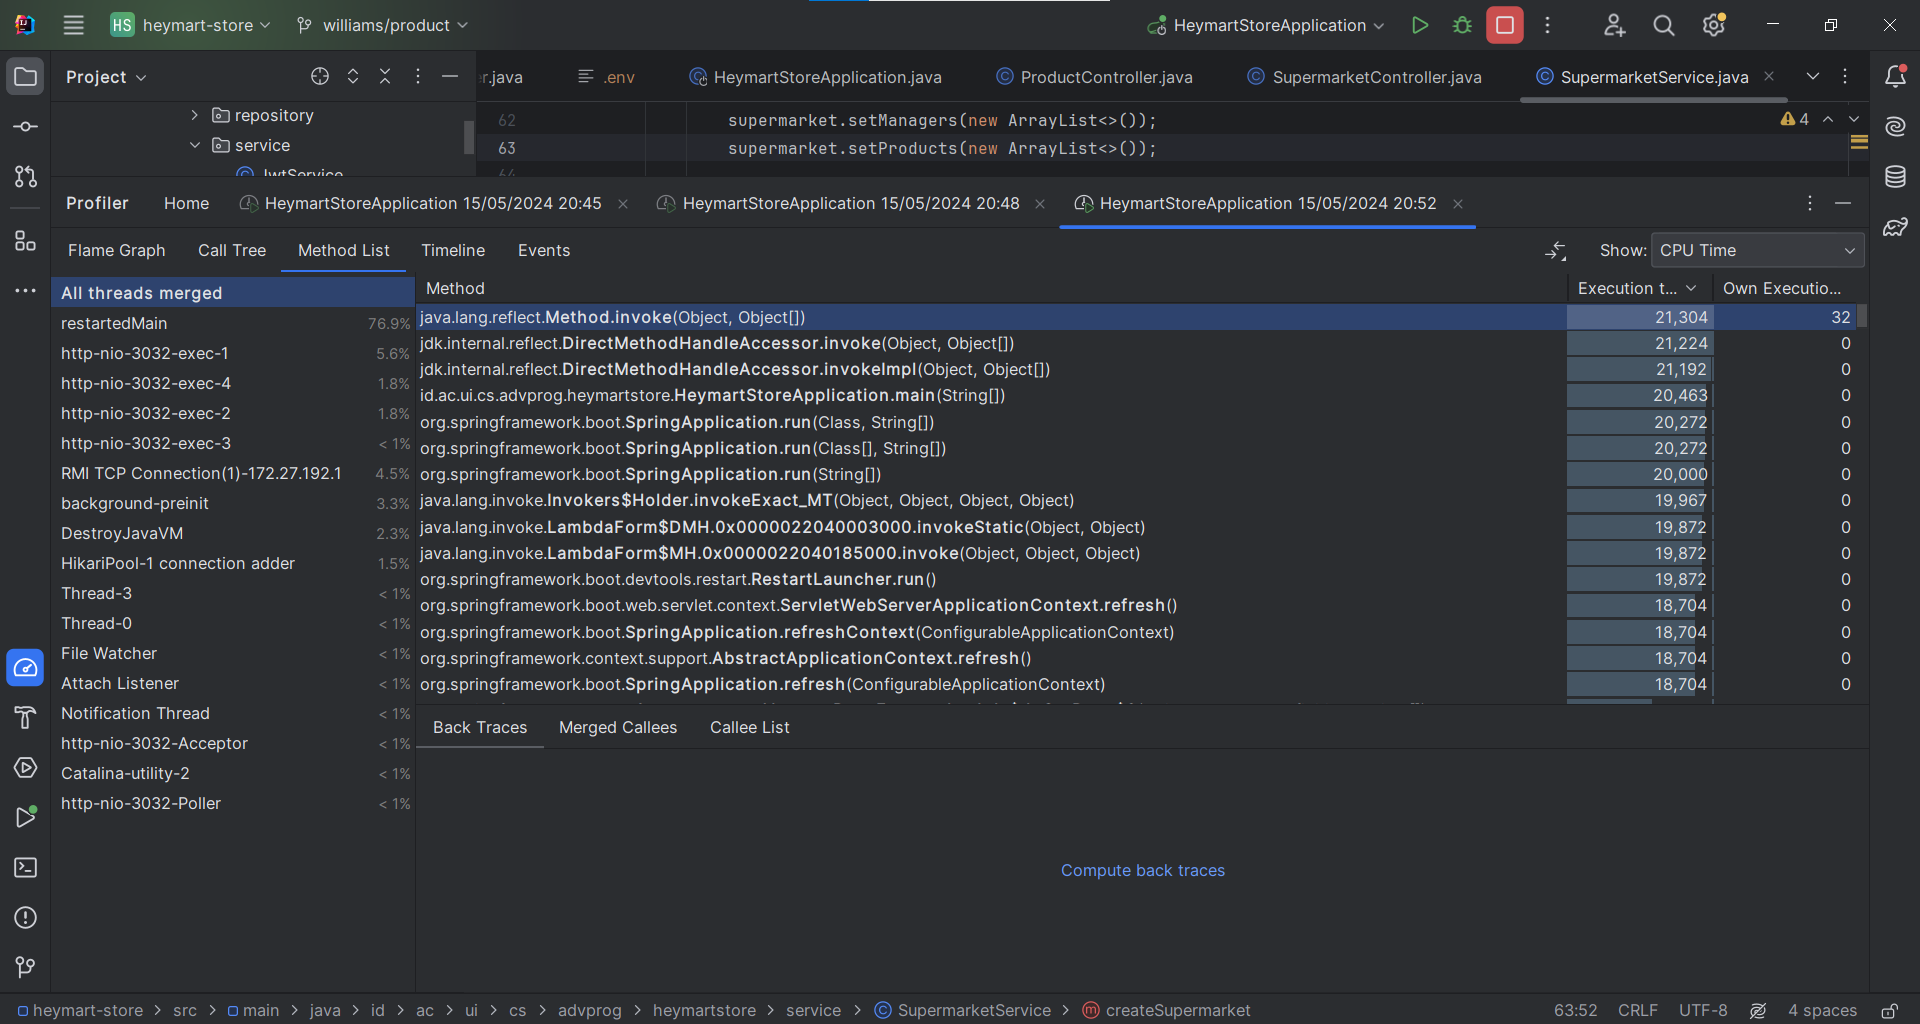 HS heymart-store williams/product HeymartStoreApplication
Project
r.java .env HeymartStoreApplication.java ProductController.java SupermarketController.java SupermarketService.java
repository
service
JwtService
62 supermarket.setManagers(new ArrayList<>());
63 supermarket.setProducts(new ArrayList<>());
64
4
Profiler Home HeymartStoreApplication 15/05/2024 20:45 HeymartStoreApplication 15/05/2024 20:48 HeymartStoreApplication 15/05/2024 20:52
Flame Graph Call Tree Method List Timeline Events Show: CPU Time
All threads merged
restartedMain 76.9%
http-nio-3032-exec-1 5.6%
http-nio-3032-exec-4 1.8%
http-nio-3032-exec-2 1.8%
http-nio-3032-exec-3 < 1%
RMI TCP Connection(1)-172.27.192.1 4.5%
background-preinit 3.3%
DestroyJavaVM 2.3%
HikariPool-1 connection adder 1.5%
Thread-3 < 1%
Thread-0 < 1%
File Watcher < 1%
Attach Listener < 1%
Notification Thread < 1%
http-nio-3032-Acceptor < 1%
Catalina-utility-2 < 1%
http-nio-3032-Poller < 1%
Method Execution t... Own Executio...
java.lang.reflect.Method.invoke(Object, Object[]) 21,304 32
jdk.internal.reflect.DirectMethodHandleAccessor.invoke(Object, Object[]) 21,224 0
jdk.internal.reflect.DirectMethodHandleAccessor.invokeImpl(Object, Object[]) 21,192 0
id.ac.ui.cs.advprog.heymartstore.HeymartStoreApplication.main(String[]) 20,463 0
org.springframework.boot.SpringApplication.run(Class, String[]) 20,272 0
org.springframework.boot.SpringApplication.run(Class[], String[]) 20,272 0
org.springframework.boot.SpringApplication.run(String[]) 20,000 0
java.lang.invoke.Invokers$Holder.invokeExact_MT(Object, Object, Object, Object) 19,967 0
java.lang.invoke.LambdaForm$DMH.0x0000022040003000.invokeStatic(Object, Object) 19,872 0
java.lang.invoke.LambdaForm$MH.0x0000022040185000.invoke(Object, Object, Object) 19,872 0
org.springframework.boot.devtools.restart.RestartLauncher.run() 19,872 0
org.springframework.boot.web.servlet.context.ServletWebServerApplicationContext.refresh() 18,704 0
org.springframework.boot.SpringApplication.refreshContext(ConfigurableApplicationContext) 18,704 0
org.springframework.context.support.AbstractApplicationContext.refresh() 18,704 0
org.springframework.boot.SpringApplication.refresh(ConfigurableApplicationContext) 18,704 0
Back Traces Merged Callees Callee List
Compute back traces
heymart-store > src > main > java > id > ac > ui > cs > advprog > heymartstore > service > SupermarketService > createSupermarket 63:52 CRLF UTF-8 4 spaces